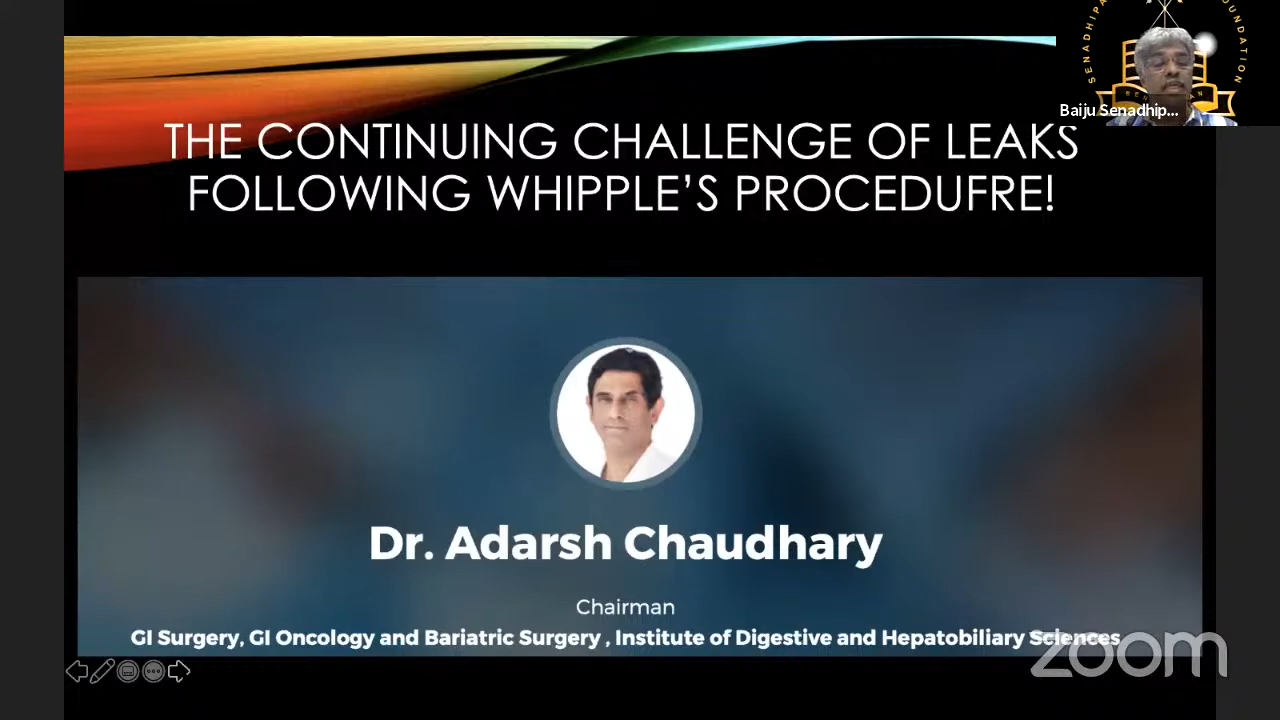 THE CONTINUING CHALLENGE OF LEAKS
FOLLOWING WHIPPLE'S PROCEDUFRE!
Baiju Senadhip...
Dr. Adarsh Chaudhary
Chairman
GI Surgery, GI Oncology and Bariatric Surgery , Institute of Digestive and Hepatobiliary Sciences
zoom